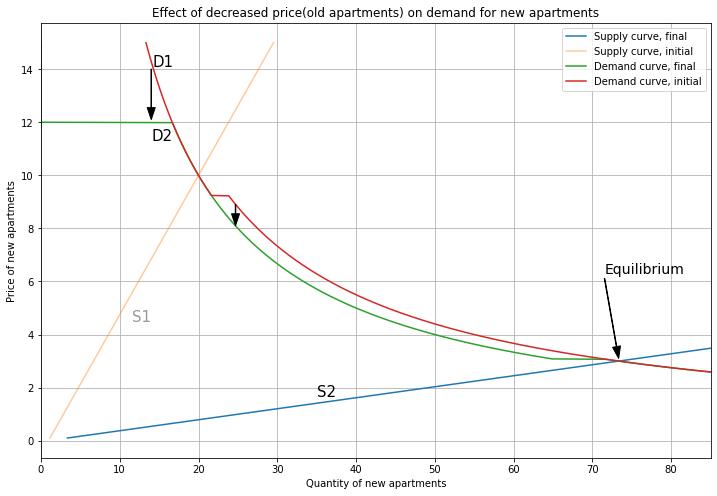 Effect of decreased price(old apartments) on demand for new apartments
Supply curve, final
Supply curve, initial
Demand curve, final
Demand curve, initial
D1
D2
Equilibrium
S1
S2
Price of new apartments
14
12
10
8
6
4
2
0
0 10 20 30 40 50 60 70 80
Quantity of new apartments